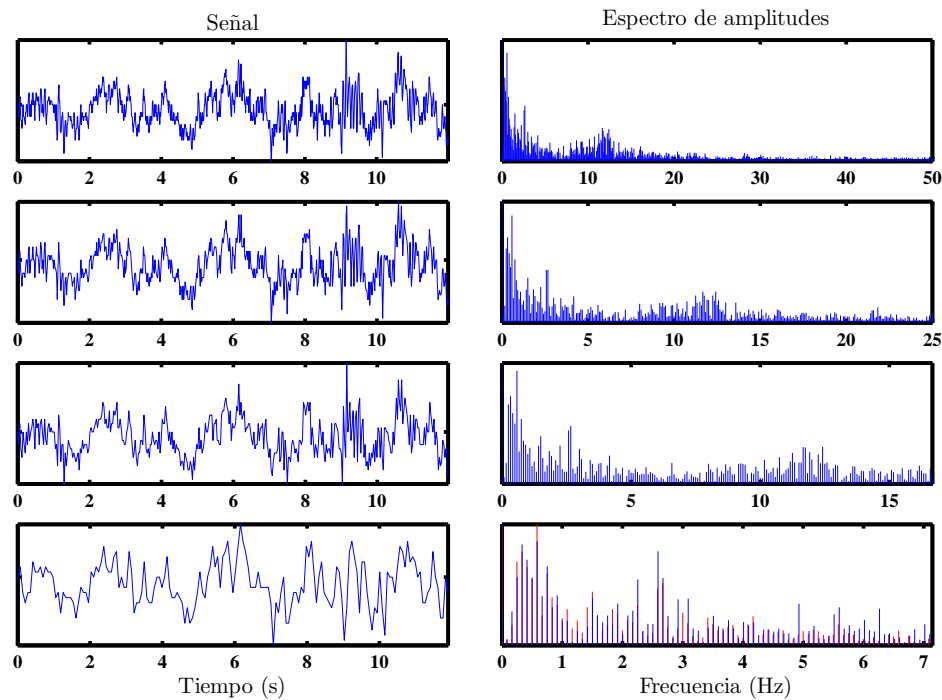 Señal
Espectro de amplitudes
0 2 4 6 8 10
0 10 20 30 40 50
0 2 4 6 8 10
0 5 10 15 20 25
0 2 4 6 8 10
0 5 10 15
0 2 4 6 8 10
0 1 2 3 4 5 6 7
Tiempo (s)
Frecuencia (Hz)